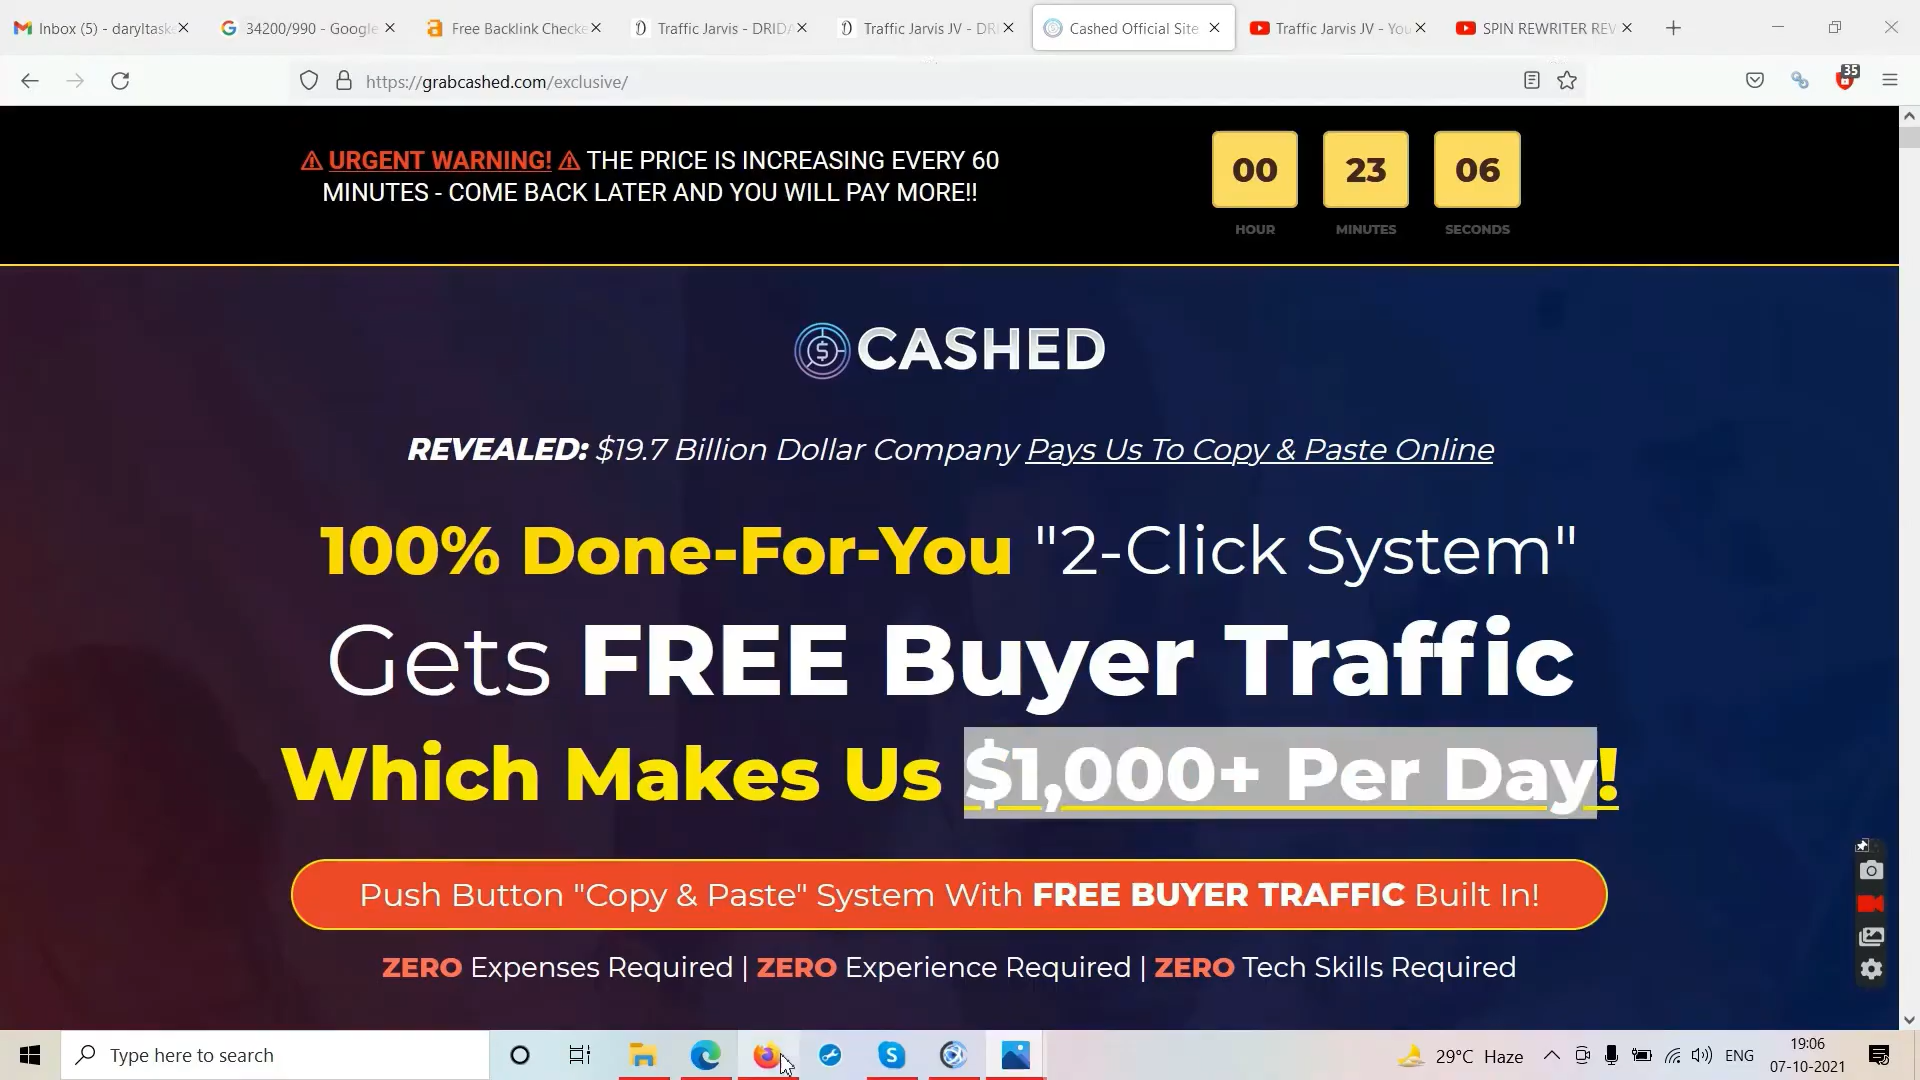 Inbox (5) - daryltask
34200/990 - Google
Free Backlink Checke
Traffic Jarvis - DRIDA
Traffic Jarvis JV - DR
Cashed Official Site
Traffic Jarvis JV - You
SPIN REWRITER REV
https://grabcashed.com/exclusive/
35
URGENT WARNING! THE PRICE IS INCREASING EVERY 60
MINUTES - COME BACK LATER AND YOU WILL PAY MORE!!
00 23 06
HOUR MINUTES SECONDS
CASHED
REVEALED: $19.7 Billion Dollar Company Pays Us To Copy & Paste Online
100% Done-For-You "2-Click System"
Gets FREE Buyer Traffic
Which Makes Us $1,000+ Per Day!
Push Button "Copy & Paste" System With FREE BUYER TRAFFIC Built In!
ZERO Expenses Required | ZERO Experience Required | ZERO Tech Skills Required
Type here to search
29°C Haze
ENG
19:06
07-10-2021